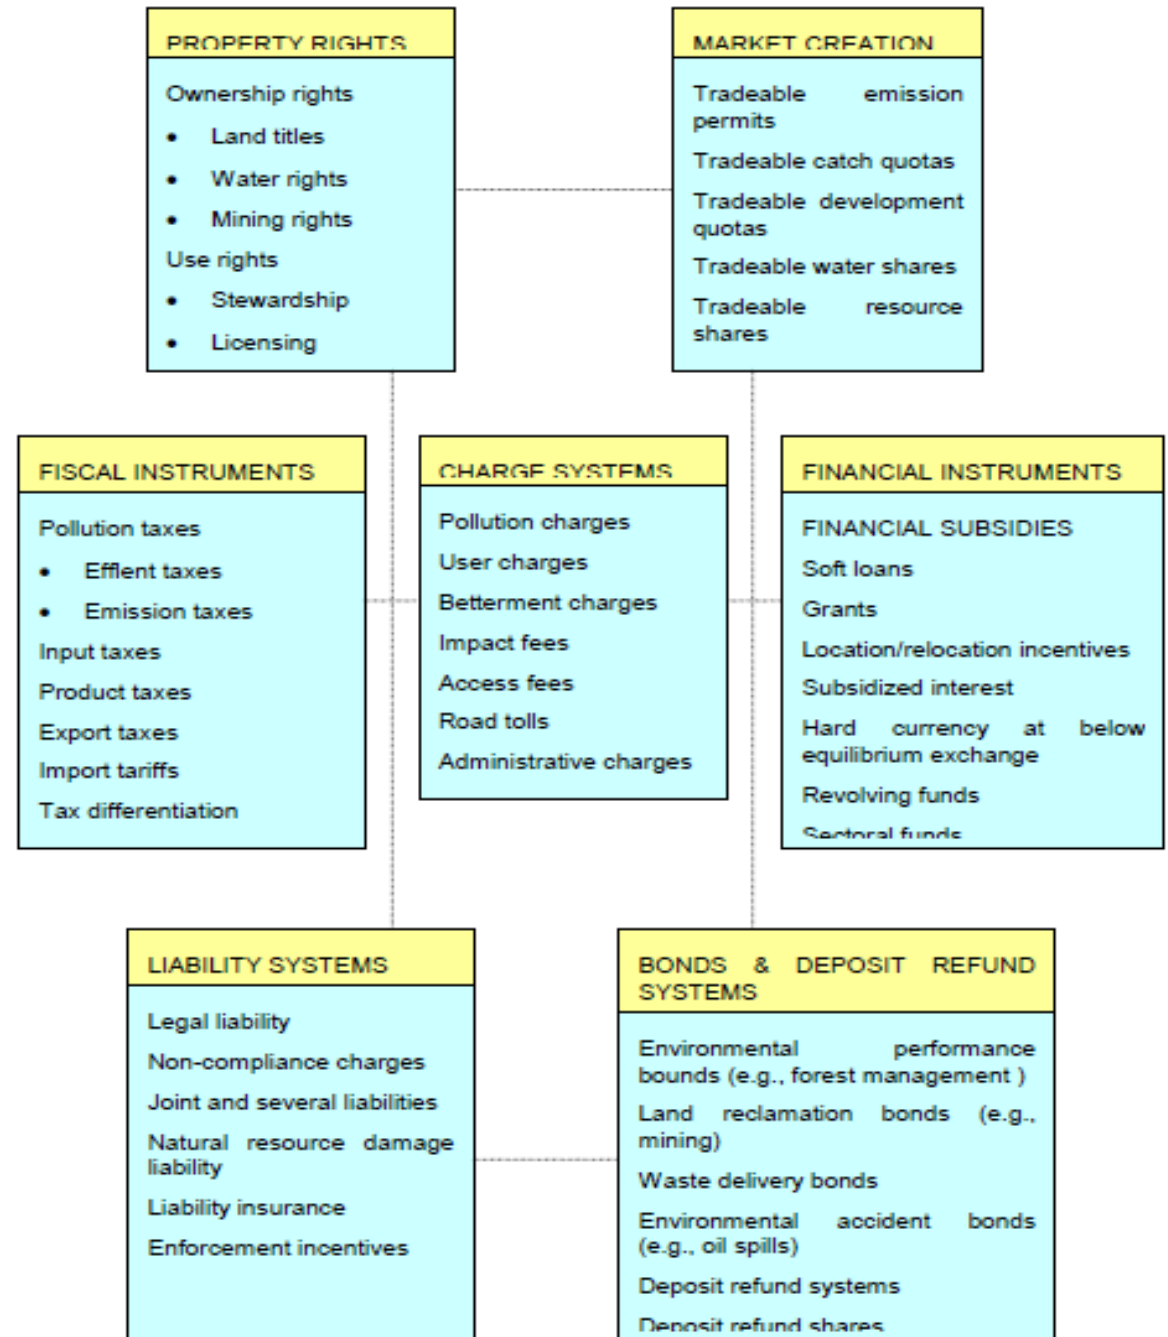 PROPERTY RIGHTS
Ownership rights
• Land titles
• Water rights
• Mining rights
Use rights
• Stewardship
• Licensing
MARKET CREATION
Tradeable emission
permits
Tradeable catch quotas
Tradeable development
quotas
Tradeable water shares
Tradeable resource
shares
FISCAL INSTRUMENTS
Pollution taxes
• Efflent taxes
• Emission taxes
Input taxes
Product taxes
Export taxes
Import tariffs
Tax differentiation
CHARGE SYSTEMS
Pollution charges
User charges
Betterment charges
Impact fees
Access fees
Road tolls
Administrative charges
FINANCIAL INSTRUMENTS
FINANCIAL SUBSIDIES
Soft loans
Grants
Location/relocation incentives
Subsidized interest
Hard currency at below
equilibrium exchange
Revolving funds
Sectoral funds
LIABILITY SYSTEMS
Legal liability
Non-compliance charges
Joint and several liabilities
Natural resource damage
liability
Liability insurance
Enforcement incentives
BONDS & DEPOSIT REFUND
SYSTEMS
Environmental performance
bounds (e.g., forest management )
Land reclamation bonds (e.g.,
mining)
Waste delivery bonds
Environmental accident bonds
(e.g., oil spills)
Deposit refund systems
Deposit refund shares